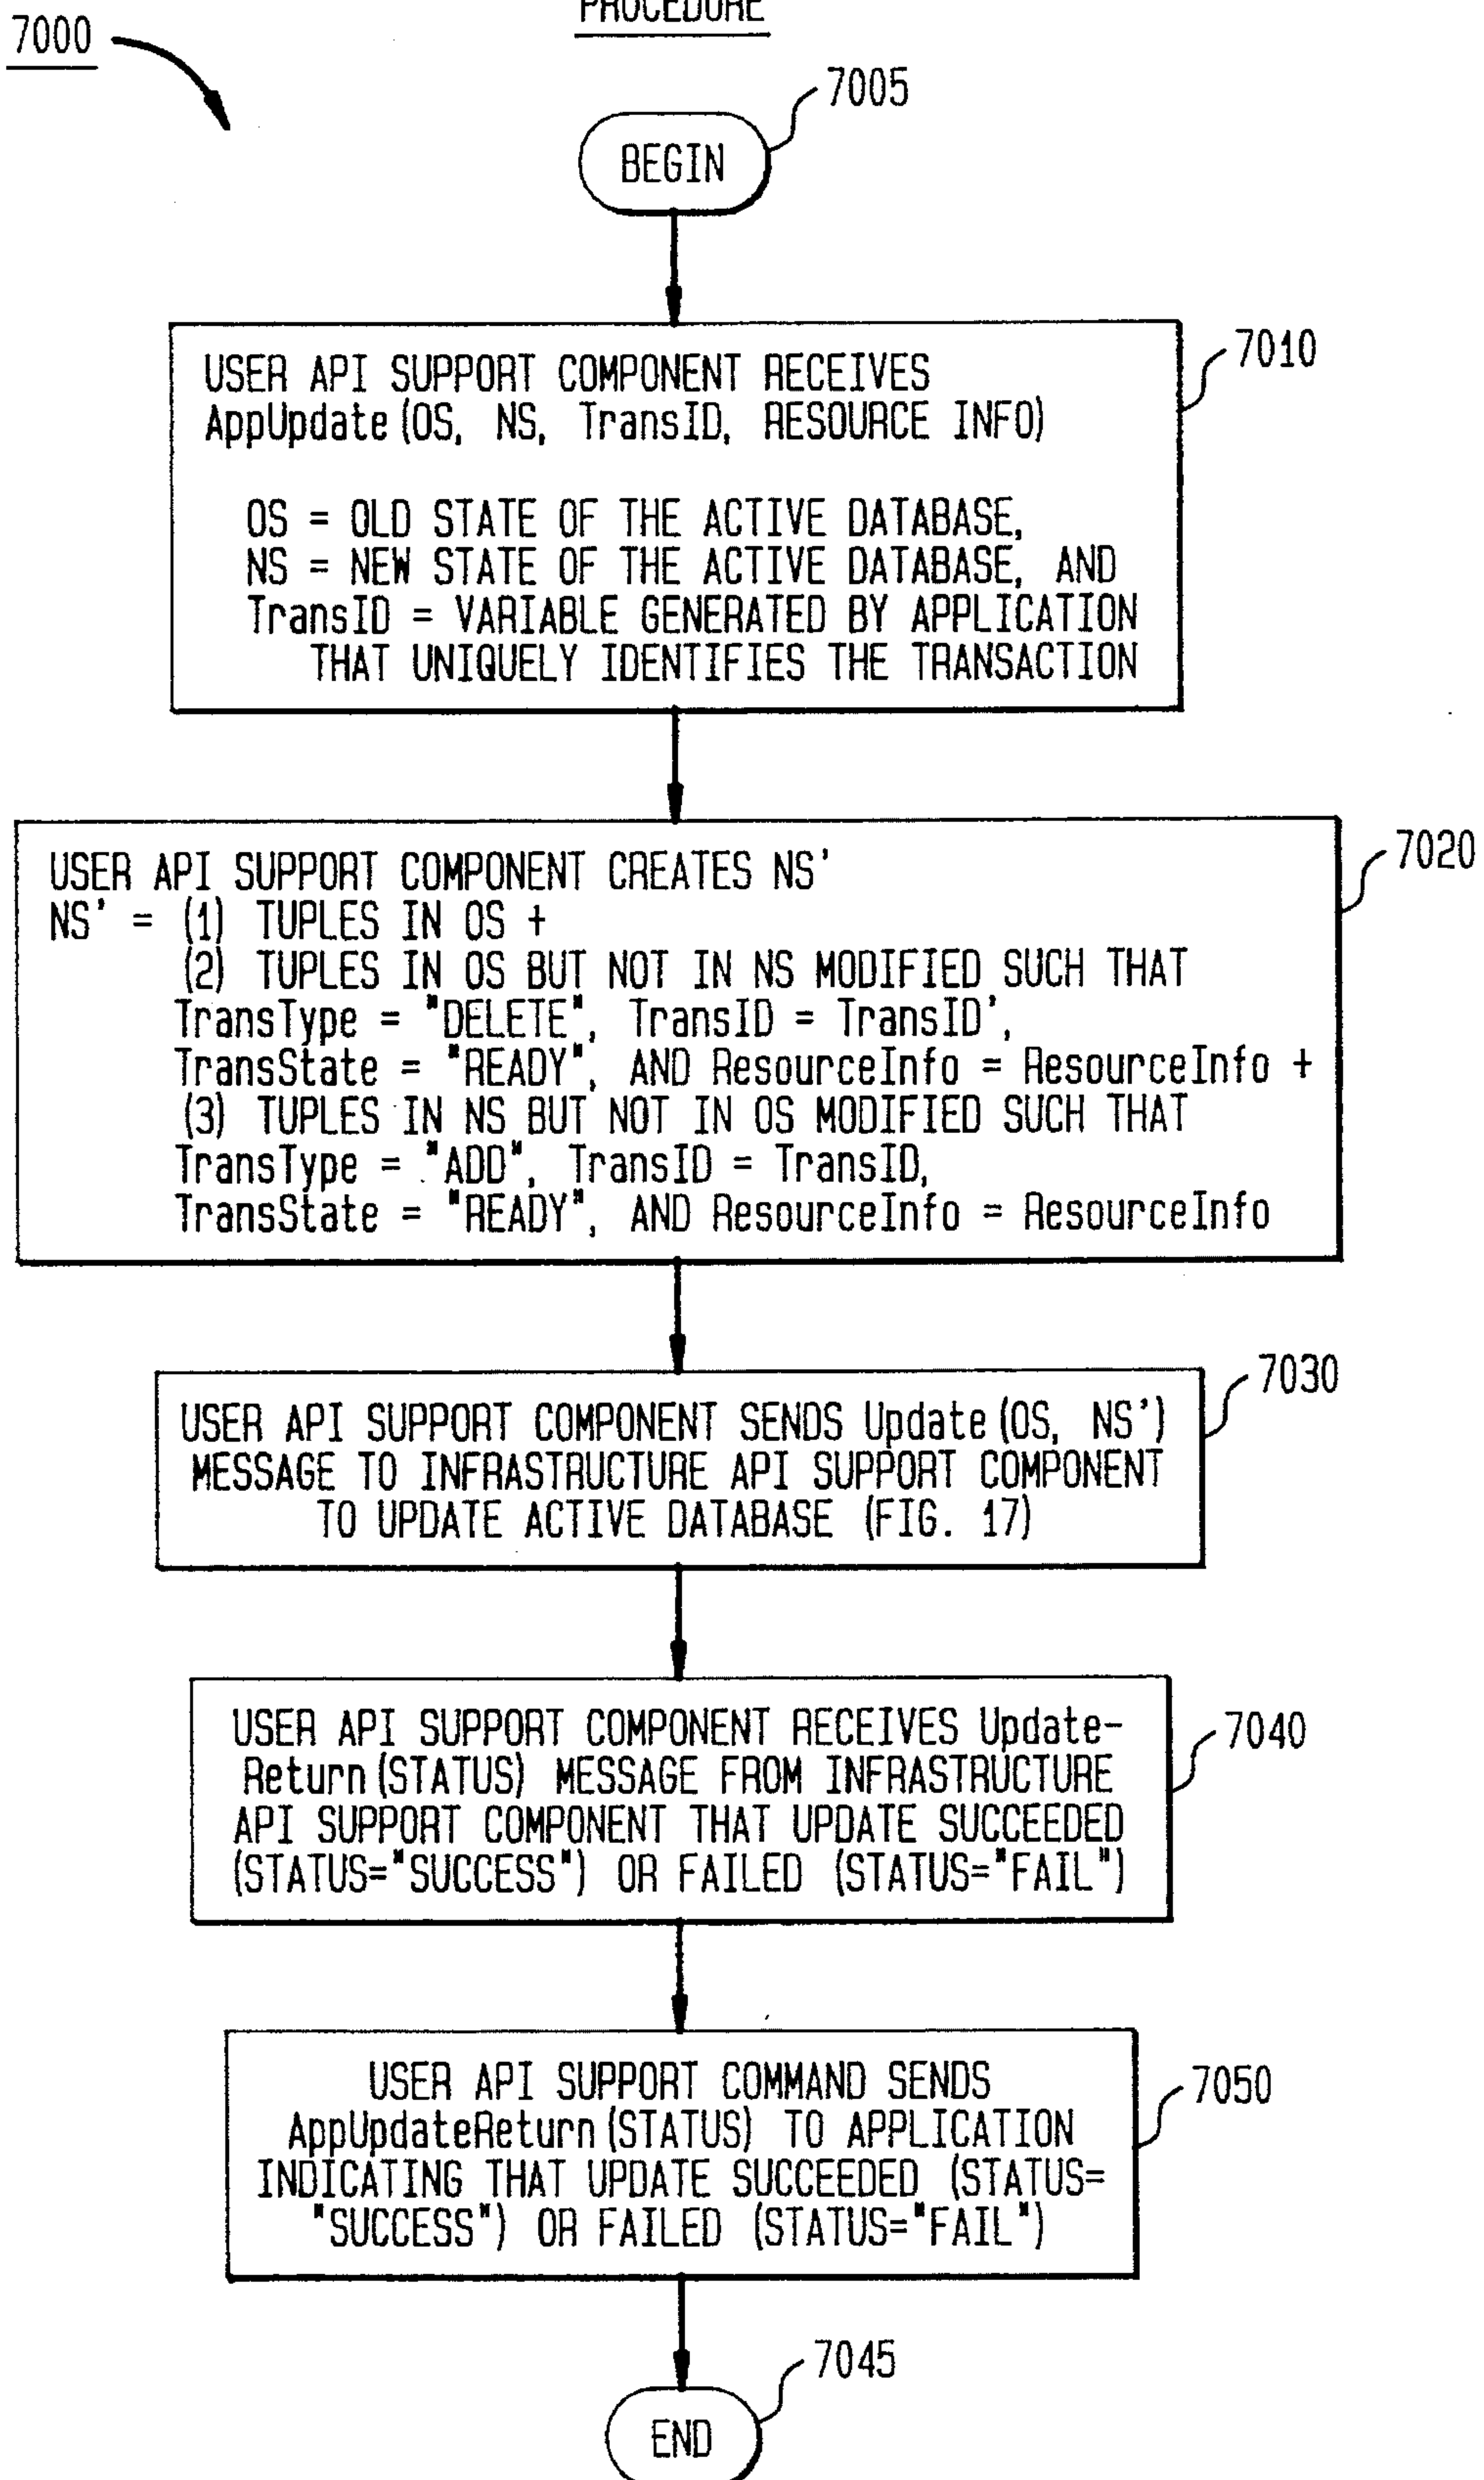 PROCEDURE
7000
7005
BEGIN
7010
USER API SUPPORT COMPONENT RECEIVES
AppUpdate(OS, NS, TransID, RESOURCE INFO)
OS = OLD STATE OF THE ACTIVE DATABASE,
NS = NEW STATE OF THE ACTIVE DATABASE, AND
TransID = VARIABLE GENERATED BY APPLICATION
THAT UNIQUELY IDENTIFIES THE TRANSACTION
7020
USER API SUPPORT COMPONENT CREATES NS'
NS' = (1) TUPLES IN OS +
(2) TUPLES IN OS BUT NOT IN NS MODIFIED SUCH THAT
TransType = "DELETE", TransID = TransID',
TransState = "READY", AND ResourceInfo = ResourceInfo +
(3) TUPLES IN NS BUT NOT IN OS MODIFIED SUCH THAT
TransType = "ADD", TransID = TransID,
TransState = "READY", AND ResourceInfo = ResourceInfo
7030
USER API SUPPORT COMPONENT SENDS Update(OS, NS')
MESSAGE TO INFRASTRUCTURE API SUPPORT COMPONENT
TO UPDATE ACTIVE DATABASE (FIG. 17)
7040
USER API SUPPORT COMPONENT RECEIVES Update-
Return(STATUS) MESSAGE FROM INFRASTRUCTURE
API SUPPORT COMPONENT THAT UPDATE SUCCEEDED
(STATUS="SUCCESS") OR FAILED (STATUS="FAIL")
7050
USER API SUPPORT COMMAND SENDS
AppUpdateReturn(STATUS) TO APPLICATION
INDICATING THAT UPDATE SUCCEEDED (STATUS=
"SUCCESS") OR FAILED (STATUS="FAIL")
7045
END